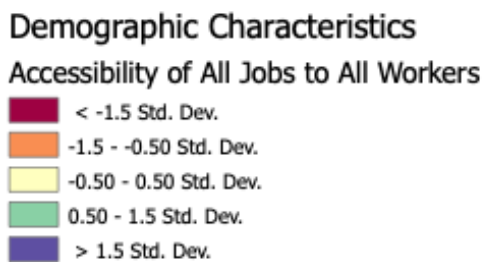 Demographic Characteristics
Accessibility of All Jobs to All Workers
< -1.5 Std. Dev.
-1.5 - -0.50 Std. Dev.
-0.50 - 0.50 Std. Dev.
0.50 - 1.5 Std. Dev.
> 1.5 Std. Dev.